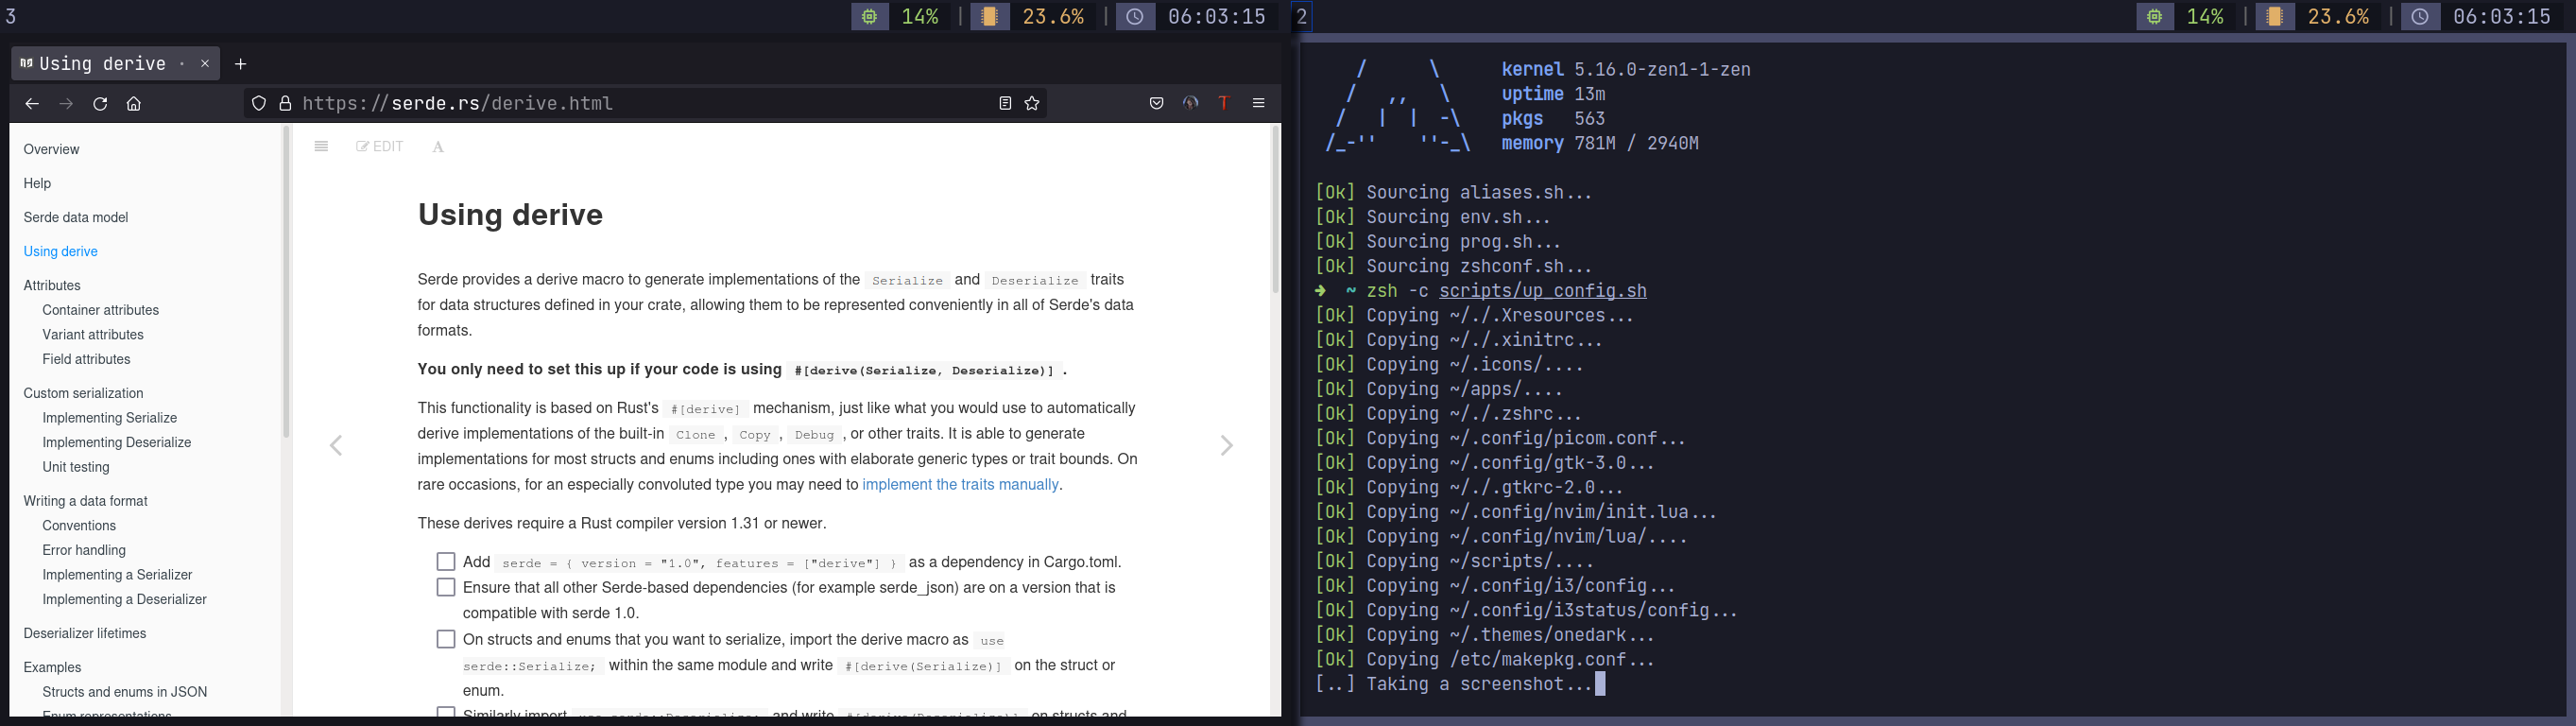 3
14% | 23.6% | 06:03:15
2
14% | 23.6% | 06:03:15
Using derive ·
https://serde.rs/derive.html
Overview
Help
Serde data model
Using derive
Attributes
Container attributes
Variant attributes
Field attributes
Custom serialization
Implementing Serialize
Implementing Deserialize
Unit testing
Writing a data format
Conventions
Error handling
Implementing a Serializer
Implementing a Deserializer
Deserializer lifetimes
Examples
Structs and enums in JSON
Enum representations
EDIT
A
Using derive
Serde provides a derive macro to generate implementations of the Serialize and Deserialize traits
for data structures defined in your crate, allowing them to be represented conveniently in all of Serde's data
formats.
You only need to set this up if your code is using #[derive(Serialize, Deserialize)] .
This functionality is based on Rust's #[derive] mechanism, just like what you would use to automatically
derive implementations of the built-in Clone , Copy , Debug , or other traits. It is able to generate
implementations for most structs and enums including ones with elaborate generic types or trait bounds. On
rare occasions, for an especially convoluted type you may need to implement the traits manually.
These derives require a Rust compiler version 1.31 or newer.
Add serde = { version = "1.0", features = ["derive"] } as a dependency in Cargo.toml.
Ensure that all other Serde-based dependencies (for example serde_json) are on a version that is
compatible with serde 1.0.
On structs and enums that you want to serialize, import the derive macro as use
serde::Serialize; within the same module and write #[derive(Serialize)] on the struct or
enum.
Similarly import use serde::Deserialize; and write #[derive(Deserialize)] on structs and
/ \ kernel 5.16.0-zen1-1-zen
/ ,, \ uptime 13m
/ | | -\ pkgs 563
/_-'' ''-_\ memory 781M / 2940M
[Ok] Sourcing aliases.sh...
[Ok] Sourcing env.sh...
[Ok] Sourcing prog.sh...
[Ok] Sourcing zshconf.sh...
➜ ~ zsh -c scripts/up_config.sh
[Ok] Copying ~/./.Xresources...
[Ok] Copying ~/./.xinitrc...
[Ok] Copying ~/.icons/....
[Ok] Copying ~/apps/....
[Ok] Copying ~/./.zshrc...
[Ok] Copying ~/.config/picom.conf...
[Ok] Copying ~/.config/gtk-3.0...
[Ok] Copying ~/./.gtkrc-2.0...
[Ok] Copying ~/.config/nvim/init.lua...
[Ok] Copying ~/.config/nvim/lua/....
[Ok] Copying ~/scripts/....
[Ok] Copying ~/.config/i3/config...
[Ok] Copying ~/.config/i3status/config...
[Ok] Copying ~/.themes/onedark...
[Ok] Copying /etc/makepkg.conf...
[..] Taking a screenshot...